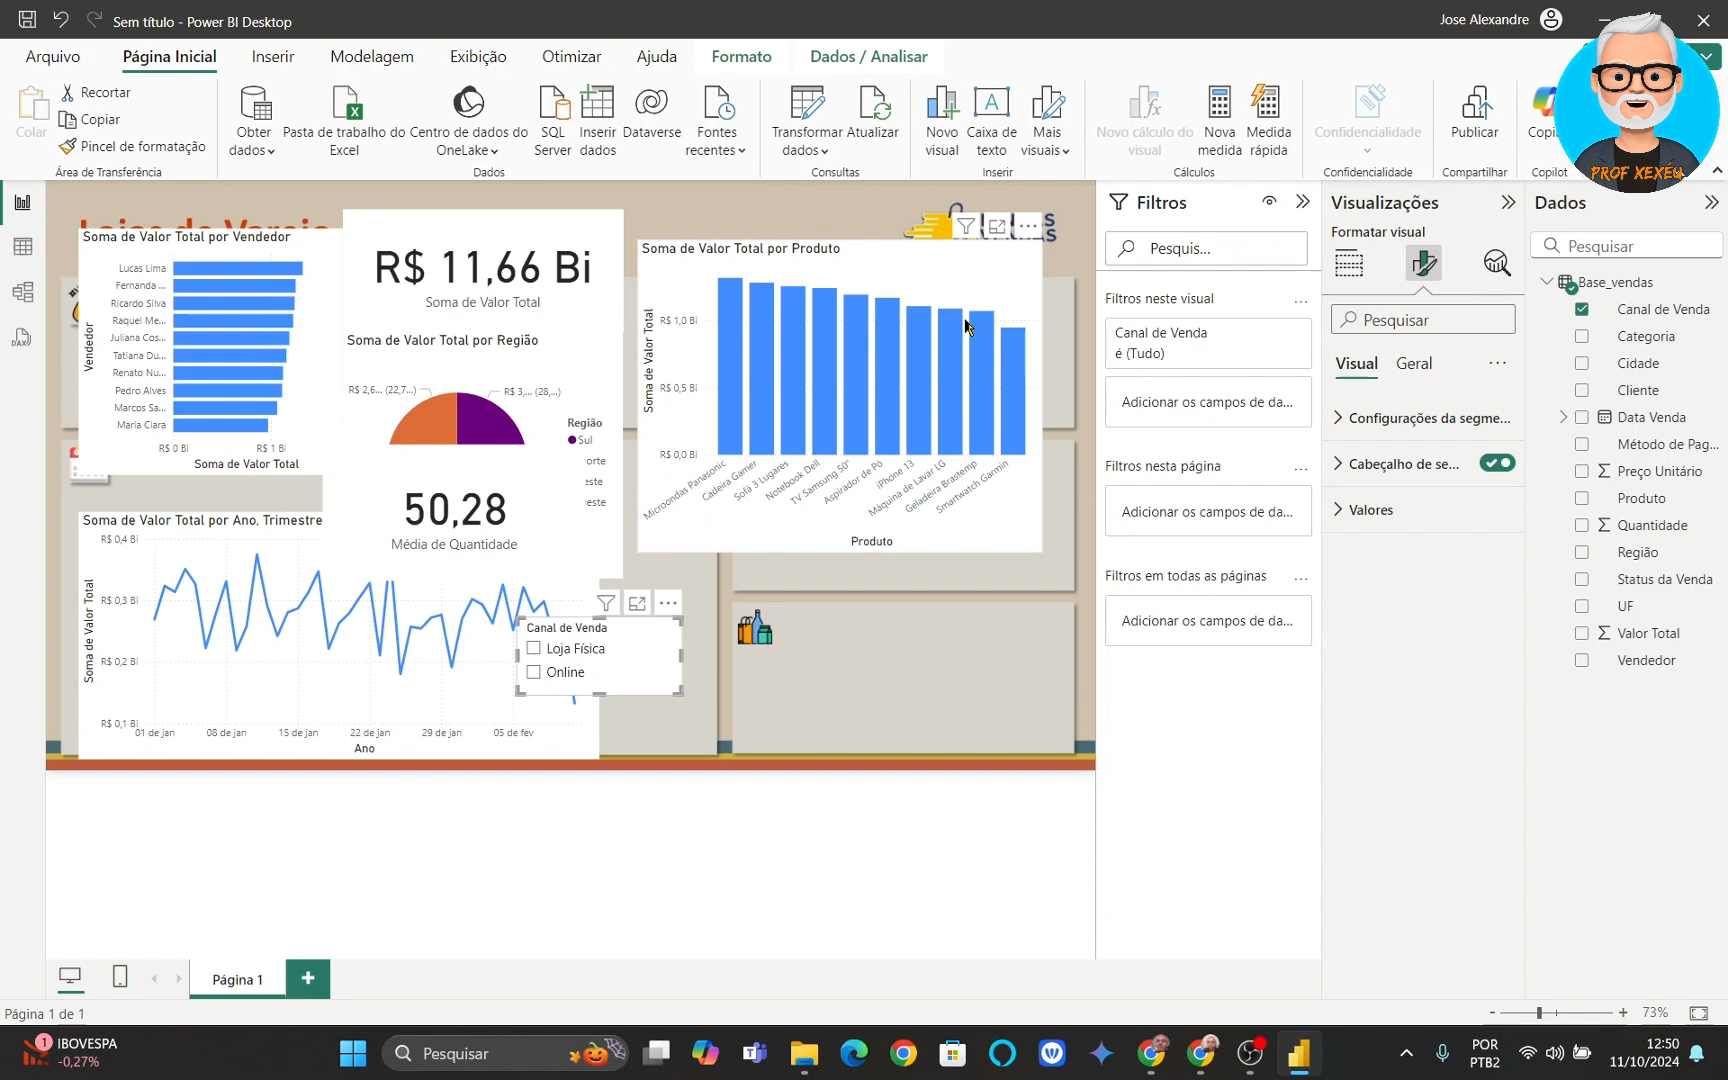 Sem título - Power BI Desktop
Jose Alexandre
Arquivo
Página Inicial
Inserir
Modelagem
Exibição
Otimizar
Ajuda
Formato
Dados / Analisar
Colar
Recortar
Copiar
Pincel de formatação
Área de Transferência
Obter dados
Pasta de trabalho do Excel
Centro de dados do OneLake
SQL Server
Inserir dados
Dataverse
Fontes recentes
Dados
Transformar dados
Atualizar
Consultas
Novo visual
Caixa de texto
Mais visuais
Inserir
Novo cálculo do visual
Nova medida
Medida rápida
Cálculos
Confidencialidade
Confidencialidade
Publicar
Compartilhar
Copilot
PROF XEXÉU
Soma de Valor Total por Vendedor
Vendedor
Lucas Lima
Fernanda ...
Ricardo Silva
Raquel Me...
Juliana Cos...
Tatiana Du...
Renato Nu...
Pedro Alves
Marcos Sa...
Maria Clara
R$ 0 Bi
R$ 1 Bi
Soma de Valor Total
R$ 11,66 Bi
Soma de Valor Total
Soma de Valor Total por Região
R$ 2,6... (22,7...)
R$ 3,... (28,...)
Região
Sul
orte
este
este
50,28
Média de Quantidade
Soma de Valor Total por Produto
Soma de Valor Total
R$ 1,0 Bi
R$ 0,5 Bi
R$ 0,0 Bi
Microondas Panasonic
Cadeira Gamer
Sofá 3 Lugares
Notebook Dell
TV Samsung 50"
Aspirador de Pó
iPhone 13
Máquina de Lavar LG
Geladeira Brastemp
Smartwatch Garmin
Produto
Soma de Valor Total por Ano, Trimestre
Soma de Valor Total
R$ 0,4 Bi
R$ 0,3 Bi
R$ 0,2 Bi
R$ 0,1 Bi
01 de jan
08 de jan
15 de jan
22 de jan
29 de jan
05 de fev
Ano
Canal de Venda
Loja Física
Online
Filtros
Pesquis...
Filtros neste visual
Canal de Venda
é (Tudo)
Adicionar os campos de da...
Filtros nesta página
Adicionar os campos de da...
Filtros em todas as páginas
Adicionar os campos de da...
Visualizações
Formatar visual
Pesquisar
Visual
Geral
Configurações da segme...
Cabeçalho de se...
Valores
Dados
Pesquisar
Base_vendas
Canal de Venda
Categoria
Cidade
Cliente
Data Venda
Método de Pag...
Preço Unitário
Produto
Quantidade
Região
Status da Venda
UF
Valor Total
Vendedor
Página 1
Página 1 de 1
73%
1
IBOVESPA
-0,27%
Pesquisar
POR
PTB2
12:50
11/10/2024